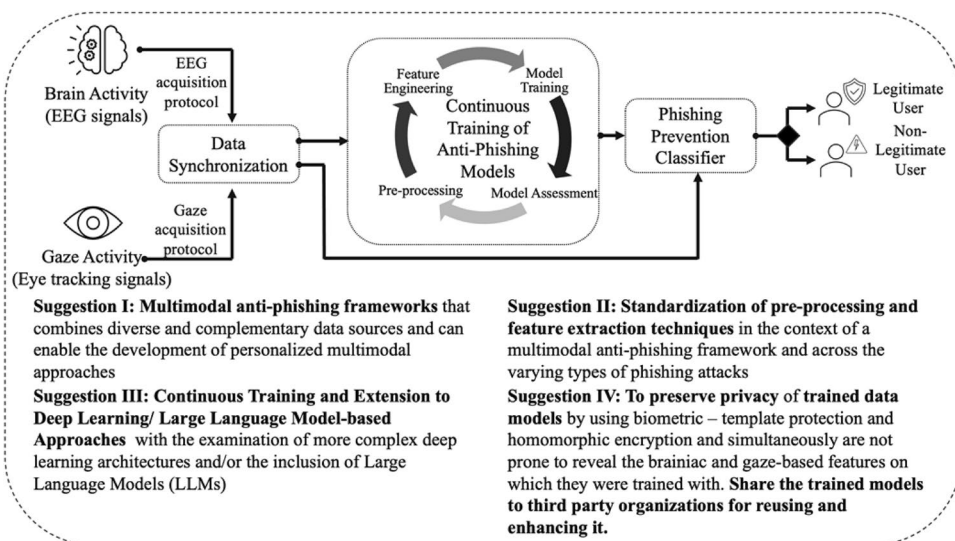 Brain Activity
(EEG signals)
EEG
acquisition
protocol
Data
Synchronization
Gaze
acquisition
protocol
Gaze Activity
(Eye tracking signals)
Feature
Engineering
Model
Training
Continuous
Training of
Anti-Phishing
Models
Pre-processing
Model Assessment
Phishing
Prevention
Classifier
Legitimate
User
Non-
Legitimate
User
Suggestion I: Multimodal anti-phishing frameworks that
combines diverse and complementary data sources and can
enable the development of personalized multimodal
approaches
Suggestion III: Continuous Training and Extension to
Deep Learning/ Large Language Model-based
Approaches with the examination of more complex deep
learning architectures and/or the inclusion of Large
Language Models (LLMs)
Suggestion II: Standardization of pre-processing and
feature extraction techniques in the context of a
multimodal anti-phishing framework and across the
varying types of phishing attacks
Suggestion IV: To preserve privacy of trained data
models by using biometric – template protection and
homomorphic encryption and simultaneously are not
prone to reveal the brainiac and gaze-based features on
which they were trained with. Share the trained models
to third party organizations for reusing and
enhancing it.